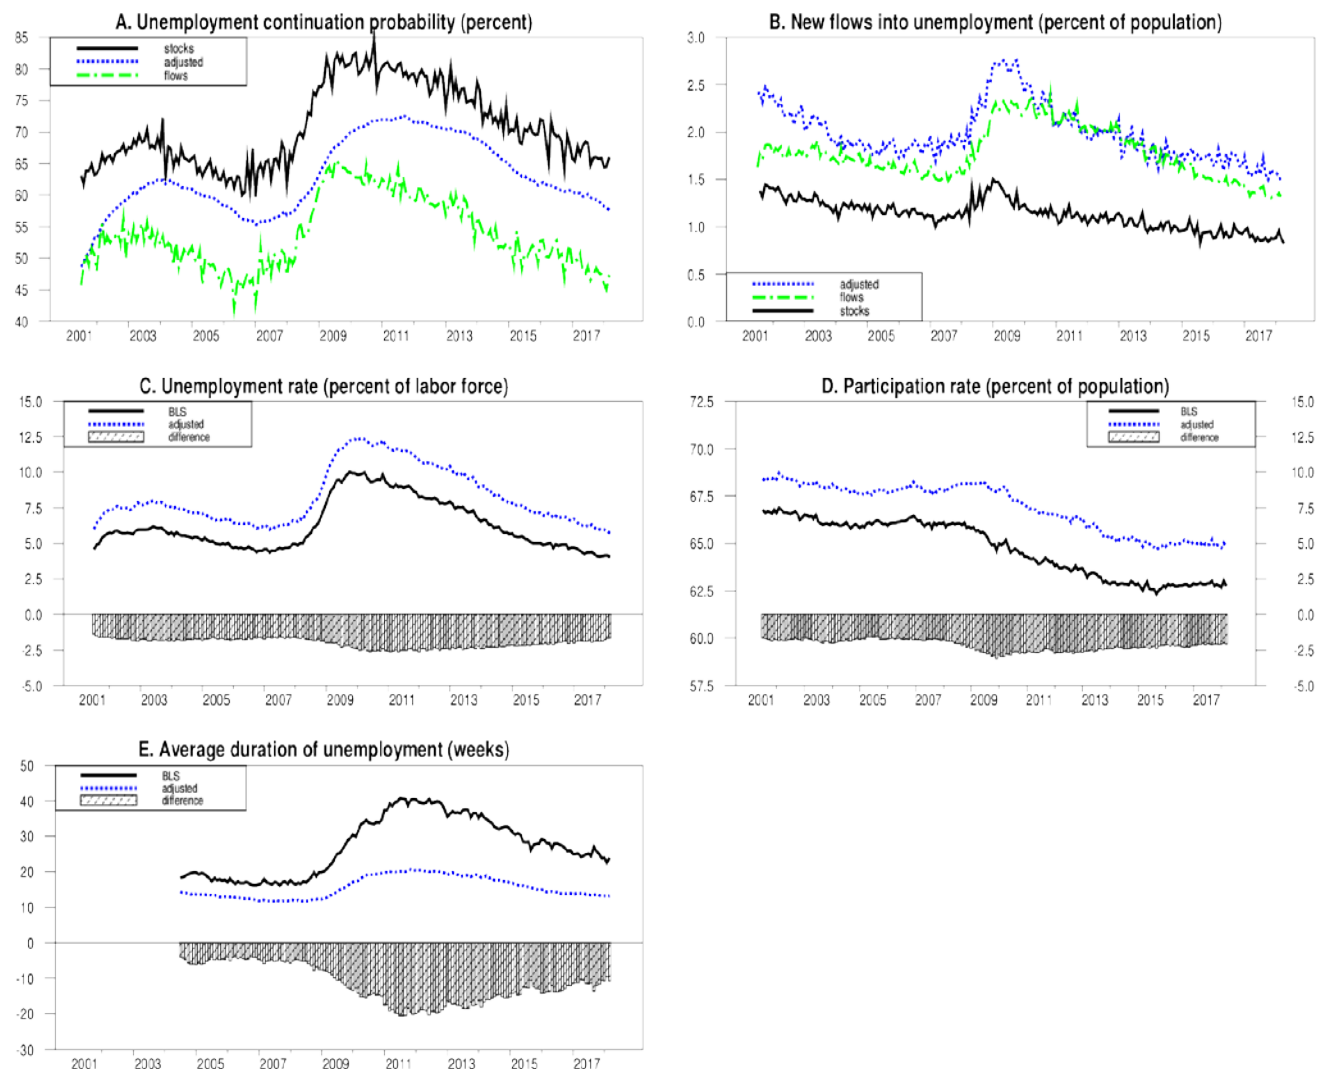 A. Unemployment continuation probability (percent)
85
80
75
70
65
60
55
50
45
40
stocks
adjusted
flows
2001 2003 2005 2007 2009 2011 2013 2015 2017
B. New flows into unemployment (percent of population)
3.0
2.5
2.0
1.5
1.0
0.5
0.0
adjusted
flows
stocks
2001 2003 2005 2007 2009 2011 2013 2015 2017
C. Unemployment rate (percent of labor force)
15.0
12.5
10.0
7.5
5.0
2.5
0.0
-2.5
-5.0
BLS
adjusted
difference
2001 2003 2005 2007 2009 2011 2013 2015 2017
D. Participation rate (percent of population)
72.5
70.0
67.5
65.0
62.5
60.0
57.5
BLS
adjusted
difference
15.0
12.5
10.0
7.5
5.0
2.5
0.0
-2.5
-5.0
2001 2003 2005 2007 2009 2011 2013 2015 2017
E. Average duration of unemployment (weeks)
50
40
30
20
10
0
-10
-20
-30
BLS
adjusted
difference
2001 2003 2005 2007 2009 2011 2013 2015 2017